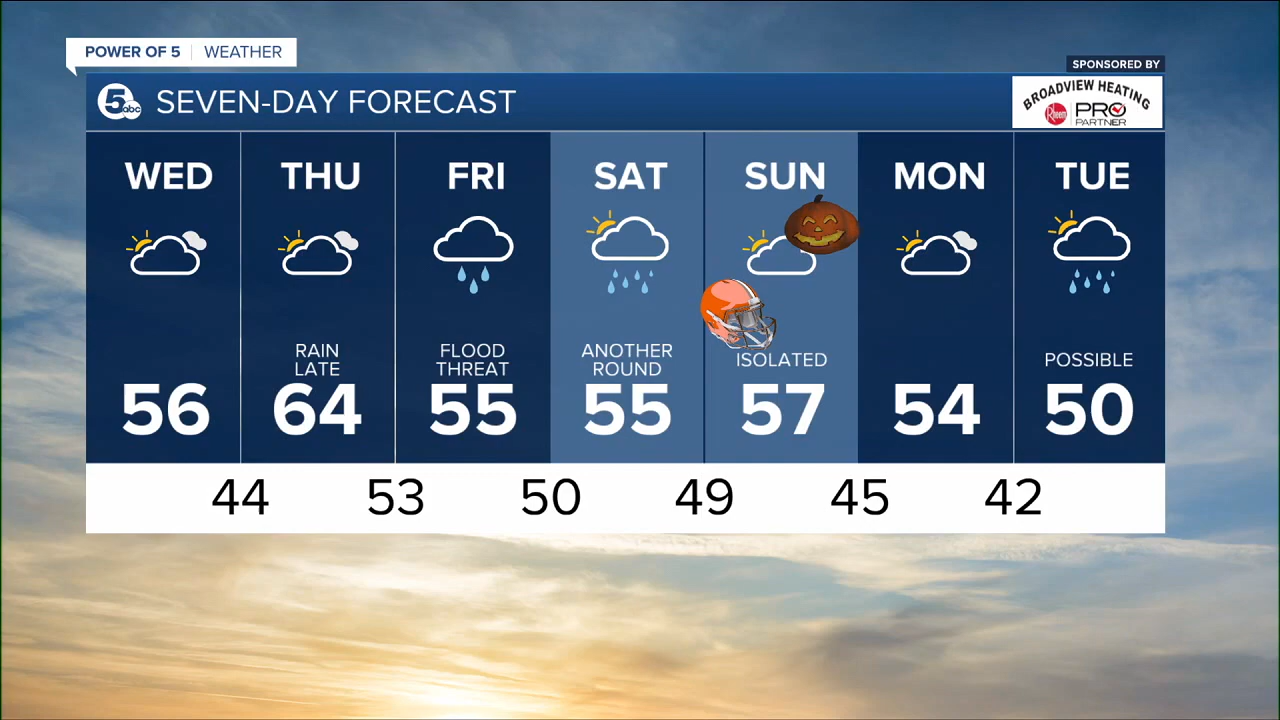 POWER OF 5 | WEATHER
SPONSORED BY
5 abc SEVEN-DAY FORECAST
BROADVIEW HEATING
Rheem PRO
PARTNER
WED THU FRI SAT SUN MON TUE
RAIN LATE
FLOOD THREAT
ANOTHER ROUND
ISOLATED
POSSIBLE
56 64 55 55 57 54 50
44 53 50 49 45 42